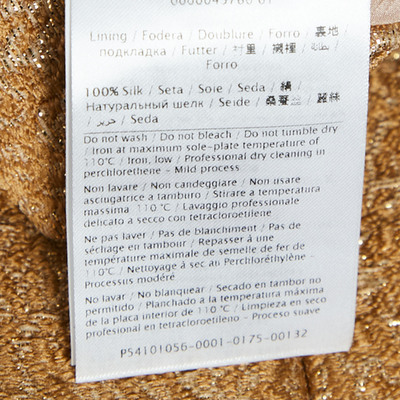 Lining / Fodera / Doublure / Forro / 裏地
подкладка / Futter / 衬里 / 襯裡 / بطانة
/ Forro
100% Silk / Seta / Soie / Seda / 絹 /
Натуральный шелк / Seide / 桑蚕丝 / 蠶絲
/ حرير / Seda
Do not wash / Do not bleach / Do not tumble dry
/ Iron at maximum sole-plate temperature of
110°C / Iron, low / Professional dry cleaning in
perchlorethene - Mild process
Non lavare / Non candeggiare / Non usare
asciugatrice a tamburo / Stirare a temperatura
massima 110 °C / Lavaggio professionale
delicato a secco con tetracloroetilene
Ne pas laver / Pas de blanchiment / Pas de
séchage en tambour / Repasser à une
température maximale de semelle de fer de
110°C / Nettoyage à sec au Perchloréthylène -
Processus modéré
No lavar / No blanquear / Secado en tambor no
permitido / Planchado a la temperatura máxima
de la placa interior de 110 °C / Limpieza en seco
profesional en tetracloroetileno - Proceso suave
P54101056-0001-0175-00132